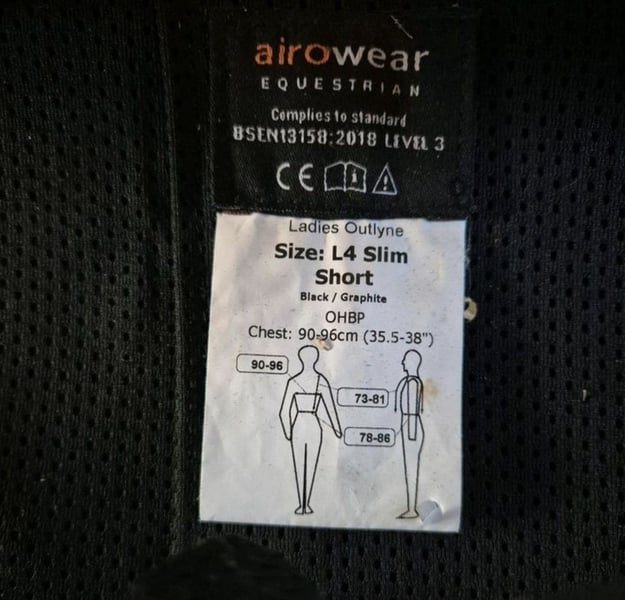 airowear
EQUESTRIAN
Complies to standard
BSEN13158:2018 LEVEL 3
CE
Ladies Outlyne
Size: L4 Slim
Short
Black / Graphite
OHBP
Chest: 90-96cm (35.5-38")
90-96
73-81
78-86